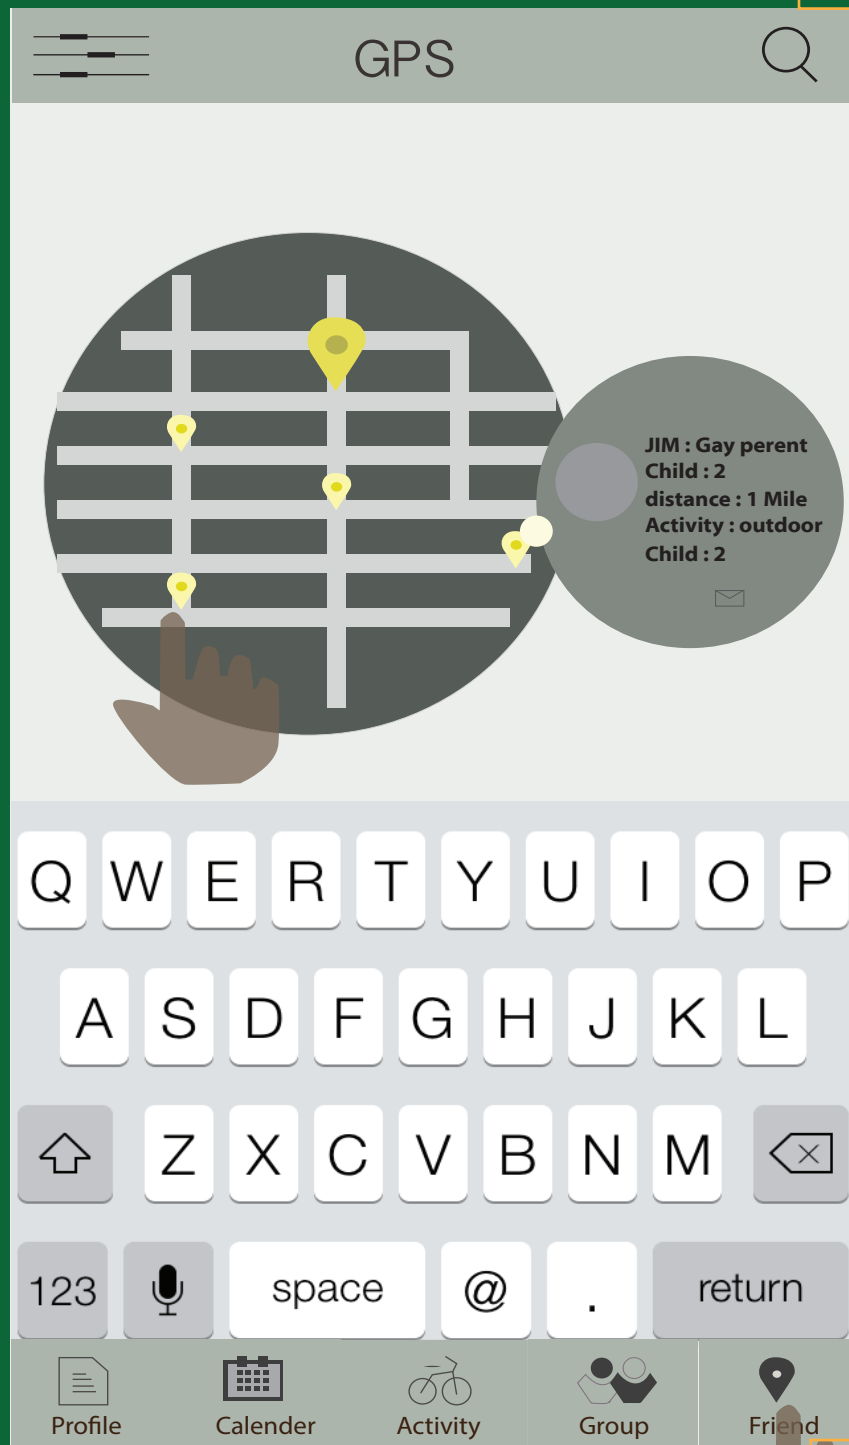 GPS
JIM : Gay perent
Child : 2
distance : 1 Mile
Activity : outdoor
Child : 2
Q W E R T Y U I O P
A S D F G H J K L
Z X C V B N M
123 space @ . return
Profile Calender Activity Group Friend